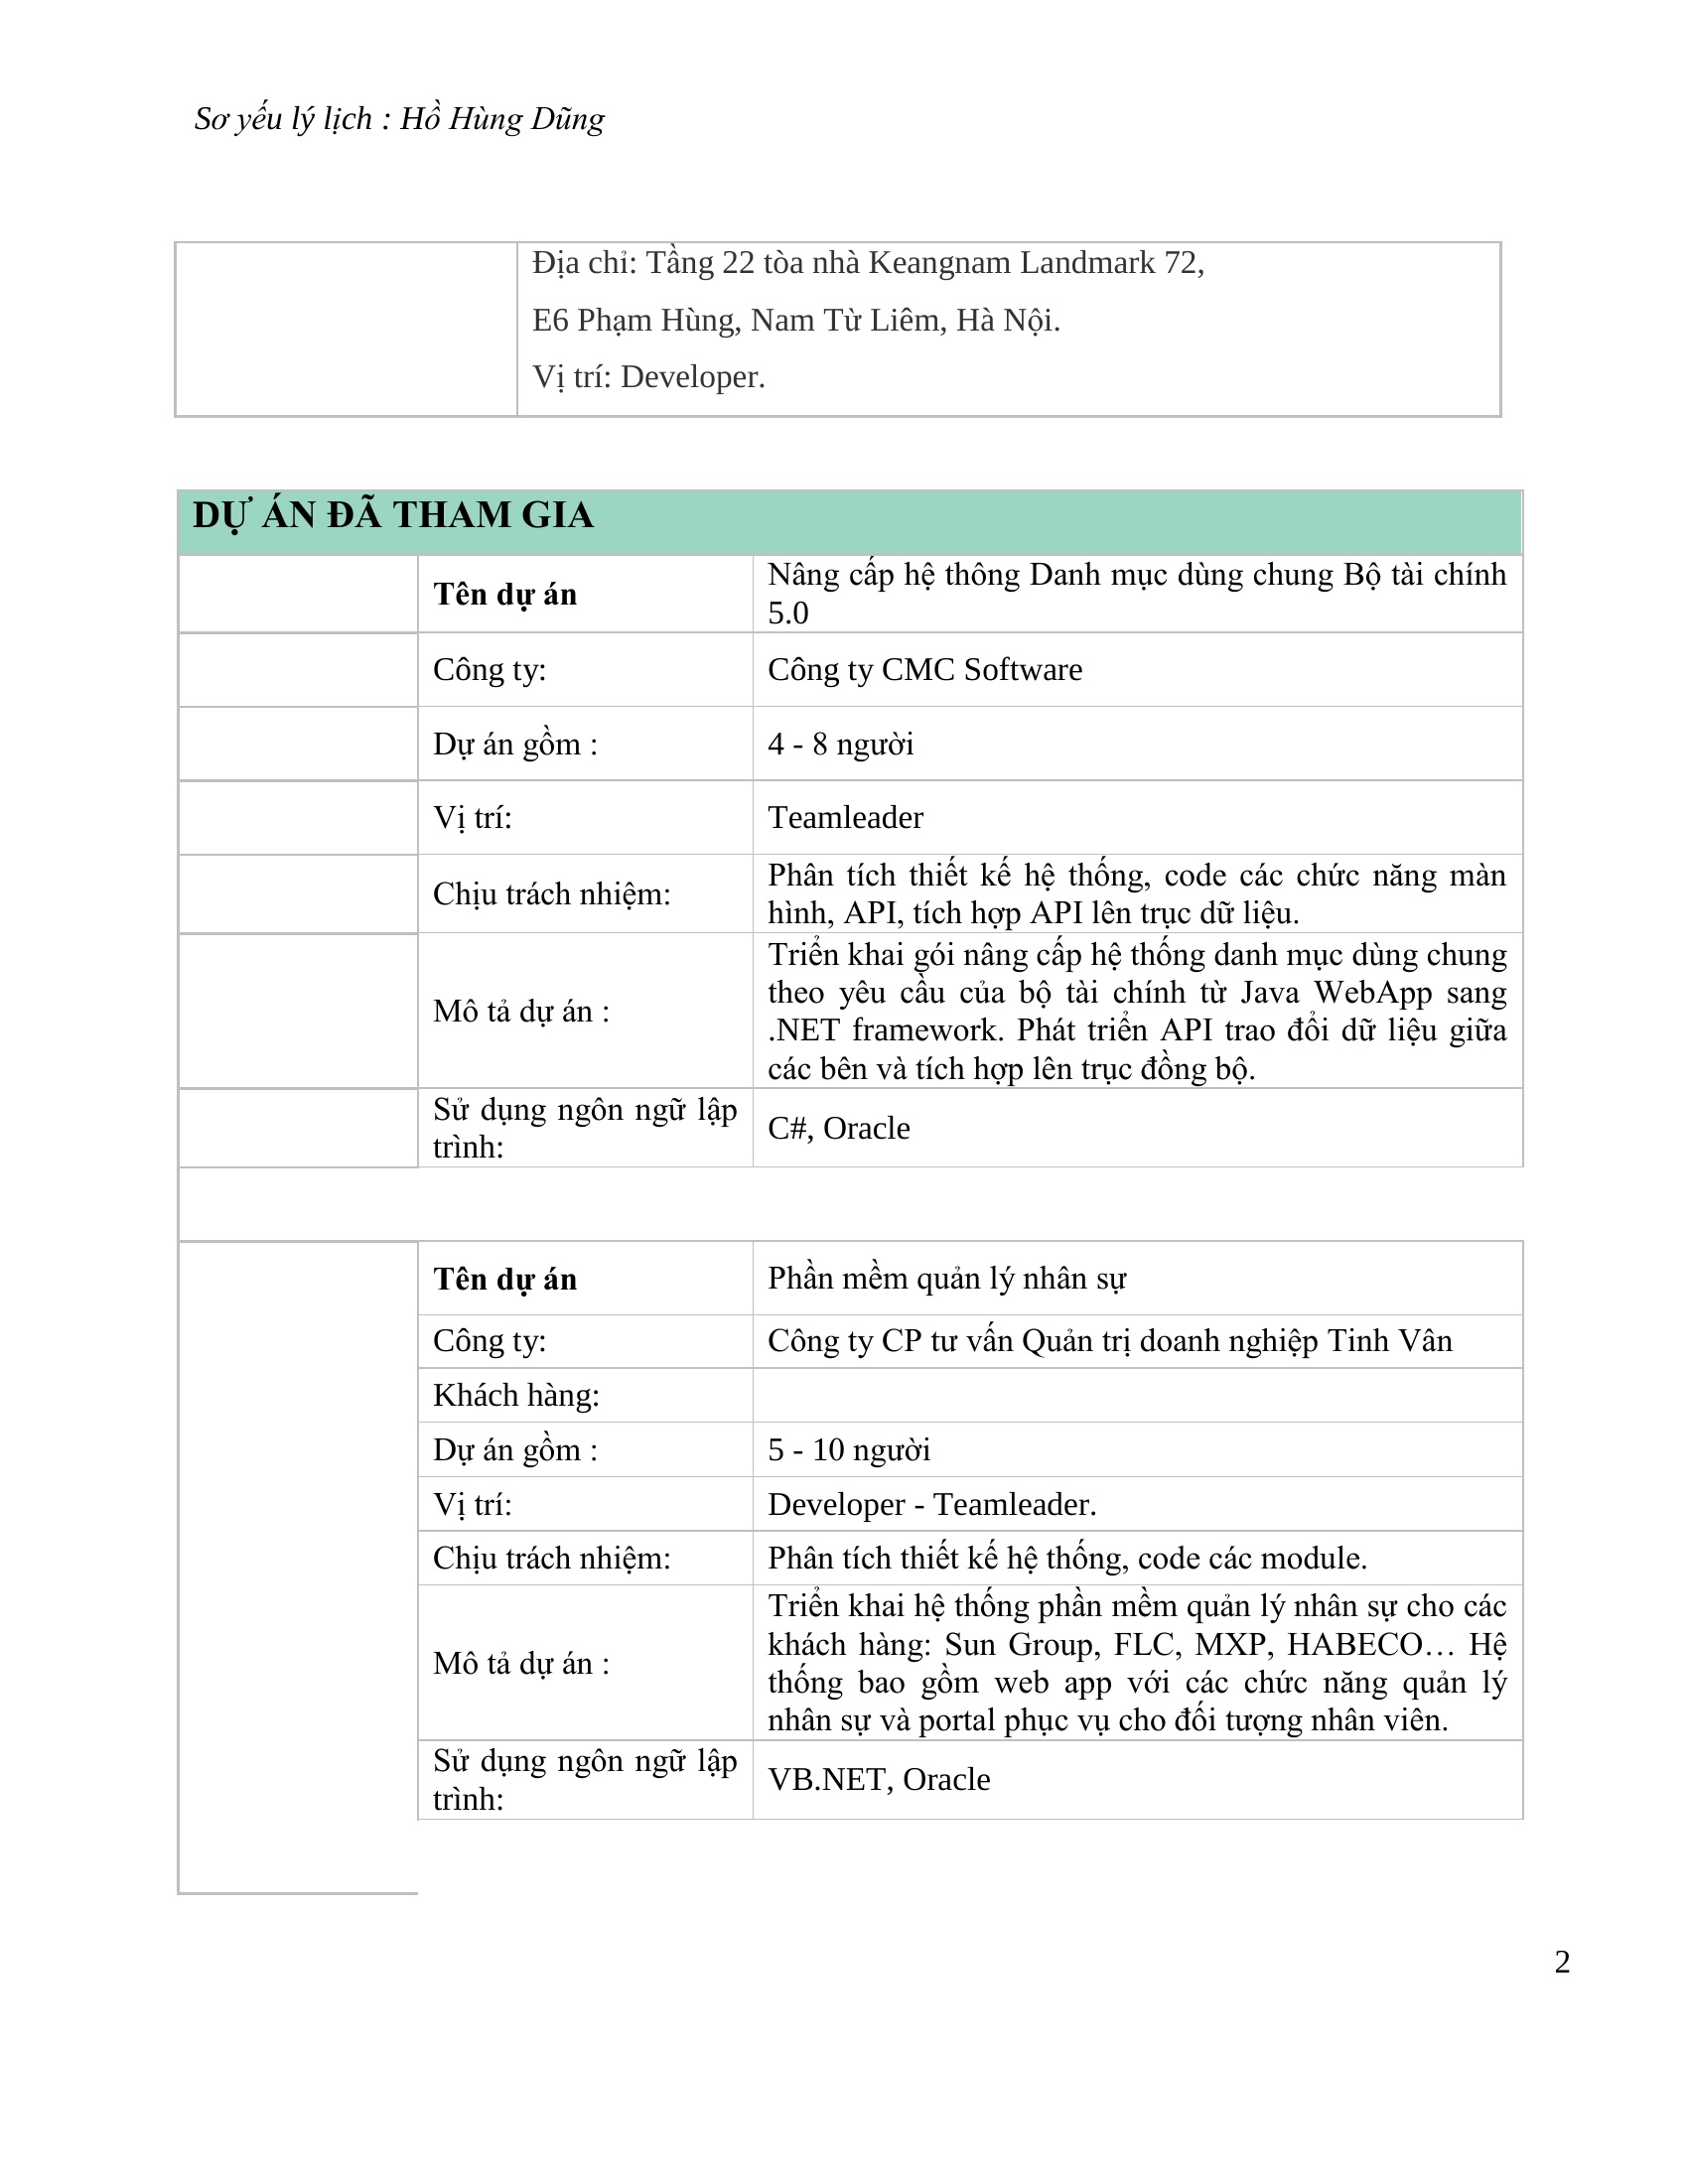 Sơ yếu lý lịch : Hồ Hùng Dũng
Địa chỉ: Tầng 22 tòa nhà Keangnam Landmark 72,
E6 Phạm Hùng, Nam Từ Liêm, Hà Nội.
Vị trí: Developer.
DỰ ÁN ĐÃ THAM GIA
Tên dự án
Nâng cấp hệ thông Danh mục dùng chung Bộ tài chính
5.0
Công ty:
Công ty CMC Software
Dự án gồm :
4 - 8 người
Vị trí:
Teamleader
Chịu trách nhiệm:
Phân tích thiết kế hệ thống, code các chức năng màn
hình, API, tích hợp API lên trục dữ liệu.
Mô tả dự án :
Triển khai gói nâng cấp hệ thống danh mục dùng chung
theo yêu cầu của bộ tài chính từ Java WebApp sang
.NET framework. Phát triển API trao đổi dữ liệu giữa
các bên và tích hợp lên trục đồng bộ.
Sử dụng ngôn ngữ lập
trình:
C#, Oracle
Tên dự án
Phần mềm quản lý nhân sự
Công ty:
Công ty CP tư vấn Quản trị doanh nghiệp Tinh Vân
Khách hàng:
Dự án gồm :
5 - 10 người
Vị trí:
Developer - Teamleader.
Chịu trách nhiệm:
Phân tích thiết kế hệ thống, code các module.
Mô tả dự án :
Triển khai hệ thống phần mềm quản lý nhân sự cho các
khách hàng: Sun Group, FLC, MXP, HABECO… Hệ
thống bao gồm web app với các chức năng quản lý
nhân sự và portal phục vụ cho đối tượng nhân viên.
Sử dụng ngôn ngữ lập
trình:
VB.NET, Oracle
2